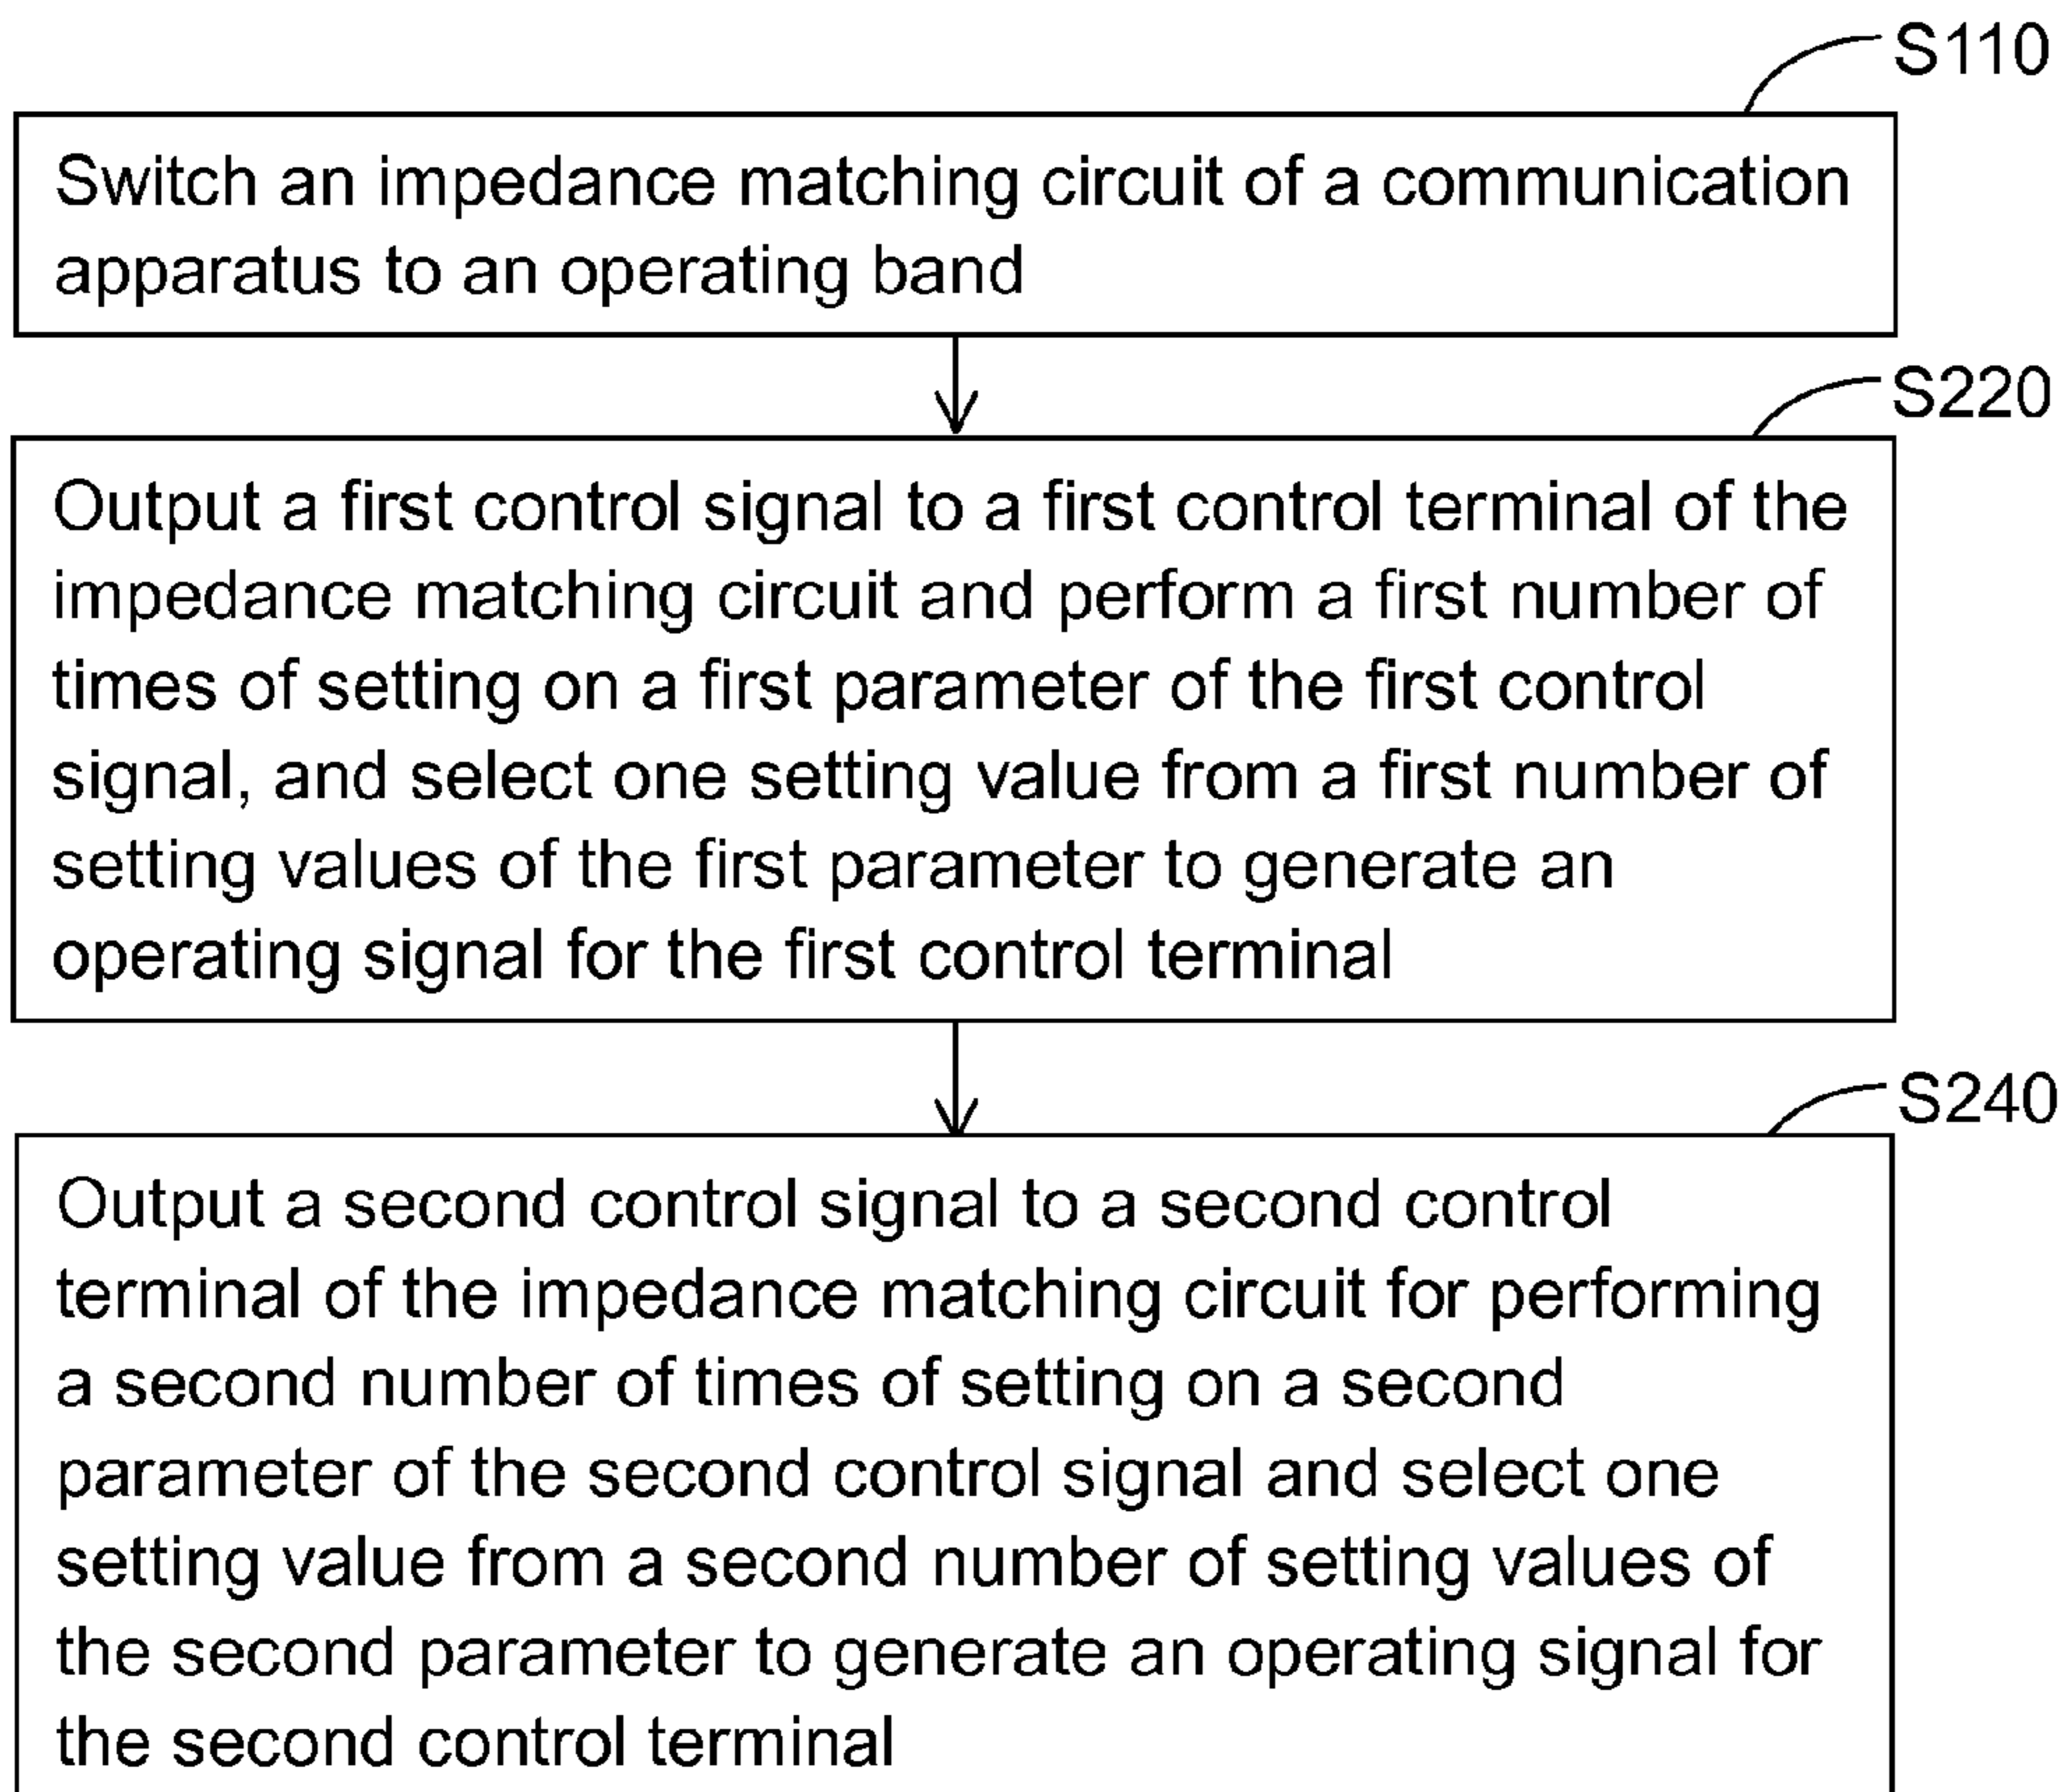 S110
Switch an impedance matching circuit of a communication
apparatus to an operating band
S220
Output a first control signal to a first control terminal of the
impedance matching circuit and perform a first number of
times of setting on a first parameter of the first control
signal, and select one setting value from a first number of
setting values of the first parameter to generate an
operating signal for the first control terminal
S240
Output a second control signal to a second control
terminal of the impedance matching circuit for performing
a second number of times of setting on a second
parameter of the second control signal and select one
setting value from a second number of setting values of
the second parameter to generate an operating signal for
the second control terminal